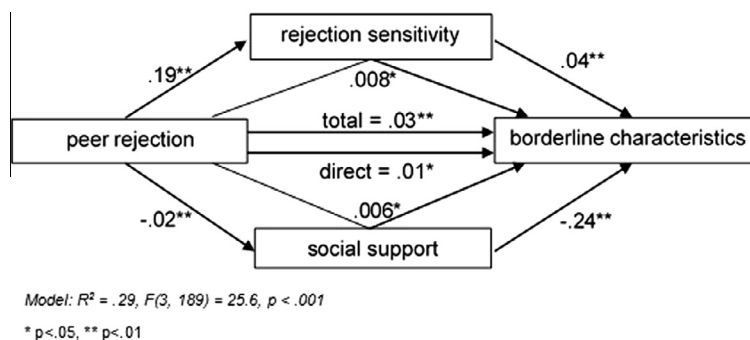 rejection sensitivity
.19**
.04**
.008*
total = .03**
peer rejection
borderline characteristics
direct = .01*
.006*
-.02**
-.24**
social support
Model: R² = .29, F(3, 189) = 25.6, p < .001
* p<.05, ** p<.01